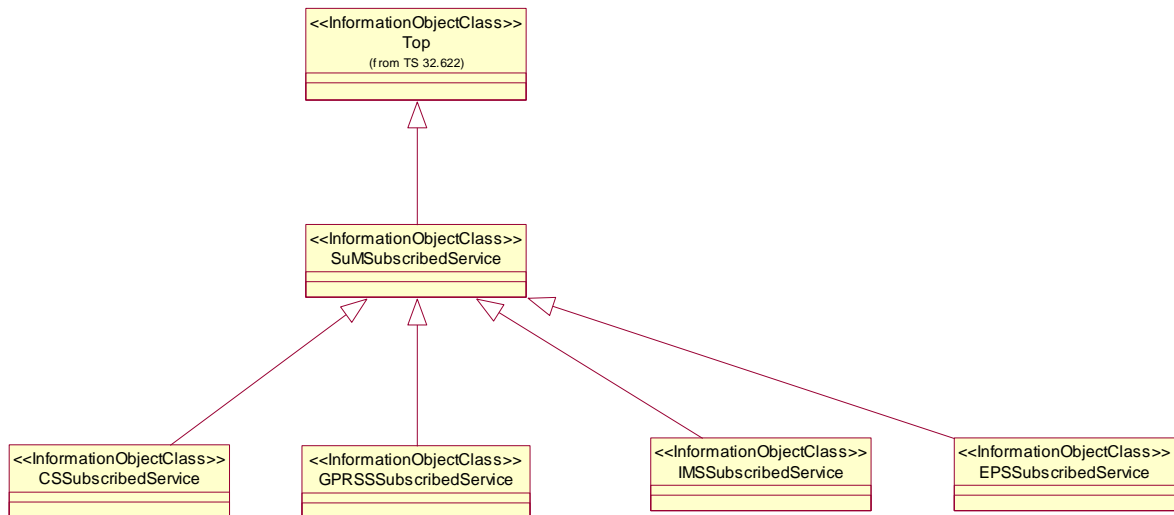 <<InformationObjectClass>>
Top
(from TS 32.622)
<<InformationObjectClass>>
SuMSubscribedService
<<InformationObjectClass>>
CSSubscribedService
<<InformationObjectClass>>
GPRSSSubscribedService
<<InformationObjectClass>>
IMSSubscribedService
<<InformationObjectClass>>
EPSSubscribedService